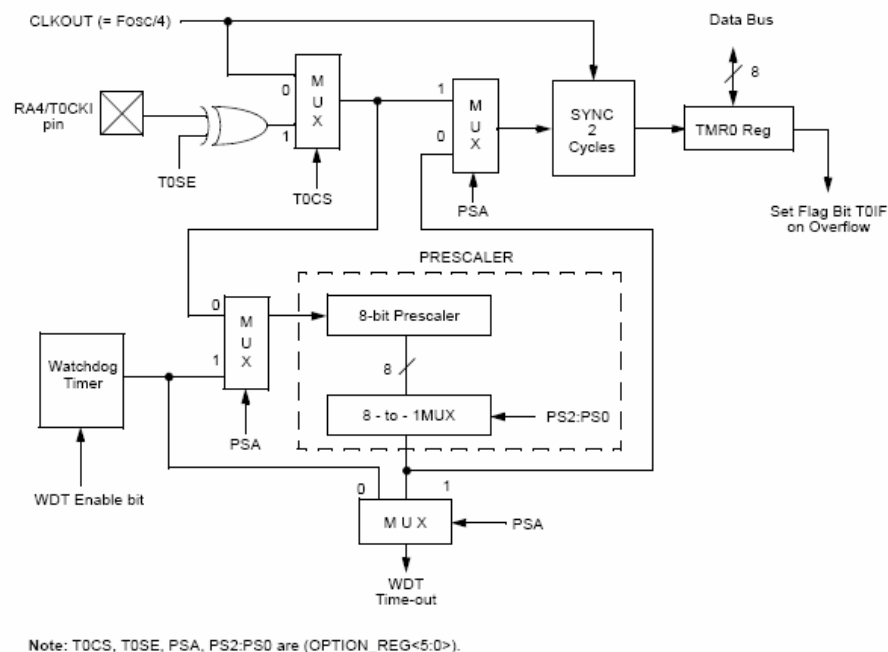 CLKOUT (= Fosc/4)
Data Bus
8
M
U
X
0
1
RA4/T0CKI
pin
T0SE
T0CS
1
0
M
U
X
PSA
SYNC
2
Cycles
TMR0 Reg
Set Flag Bit T0IF
on Overflow
PRESCALER
0
1
M
U
X
PSA
8-bit Prescaler
8
8 - to - 1MUX
PS2:PS0
Watchdog
Timer
WDT Enable bit
0
1
M U X
PSA
WDT
Time-out
Note: T0CS, T0SE, PSA, PS2:PS0 are (OPTION_REG<5:0>).